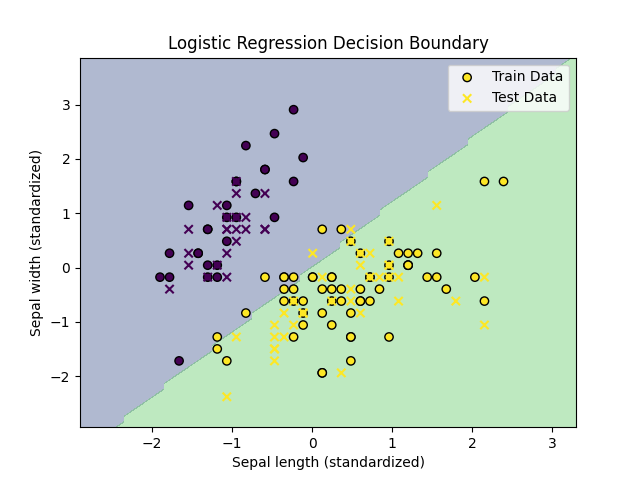 Logistic Regression Decision Boundary
Train Data
Test Data
Sepal width (standardized)
3
2
1
0
−1
−2
−2 −1 0 1 2 3
Sepal length (standardized)